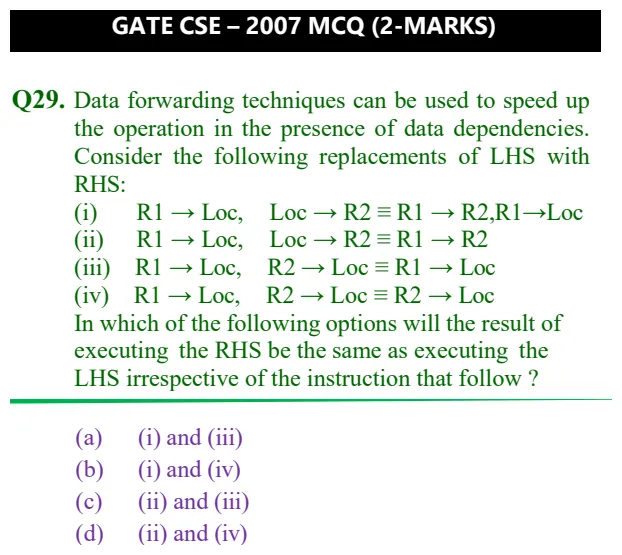 GATE CSE – 2007 MCQ (2-MARKS)
Q29. Data forwarding techniques can be used to speed up
the operation in the presence of data dependencies.
Consider the following replacements of LHS with
RHS:
(i) R1 → Loc, Loc → R2 ≡ R1 → R2,R1→Loc
(ii) R1 → Loc, Loc → R2 ≡ R1 → R2
(iii) R1 → Loc, R2 → Loc ≡ R1 → Loc
(iv) R1 → Loc, R2 → Loc ≡ R2 → Loc
In which of the following options will the result of
executing the RHS be the same as executing the
LHS irrespective of the instruction that follow ?
(a) (i) and (iii)
(b) (i) and (iv)
(c) (ii) and (iii)
(d) (ii) and (iv)